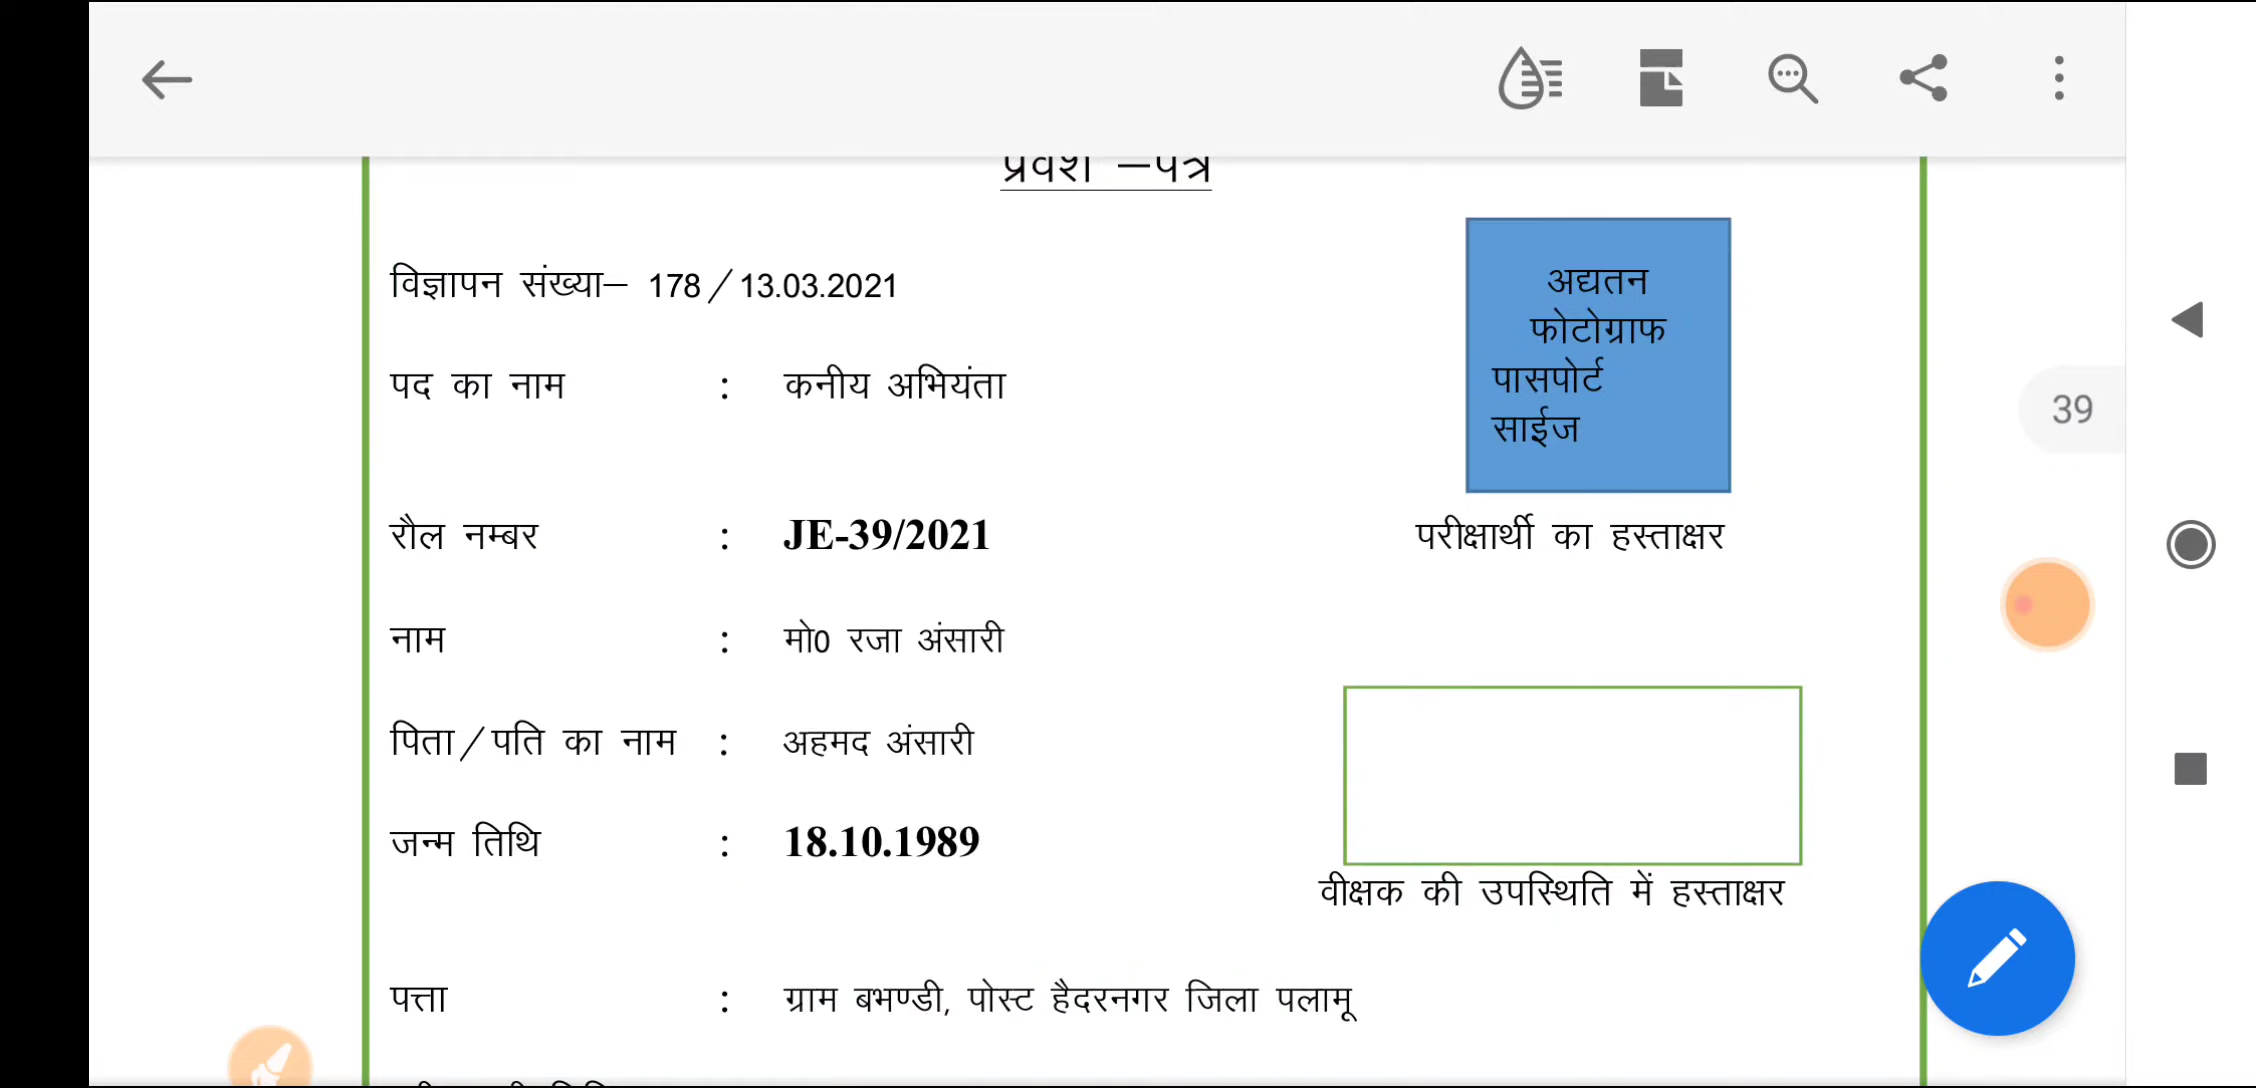 प्रवेश –पत्र
विज्ञापन संख्या– 178 / 13.03.2021
पद का नाम : कनीय अभियंता
अद्यतन
फोटोग्राफ
पासपोर्ट
साईज
39
रौल नम्बर : JE-39/2021
परीक्षार्थी का हस्ताक्षर
नाम : मो0 रजा अंसारी
पिता/पति का नाम : अहमद अंसारी
जन्म तिथि : 18.10.1989
वीक्षक की उपस्थिति में हस्ताक्षर
पत्ता : ग्राम बभण्डी, पोस्ट हैदरनगर जिला पलामू